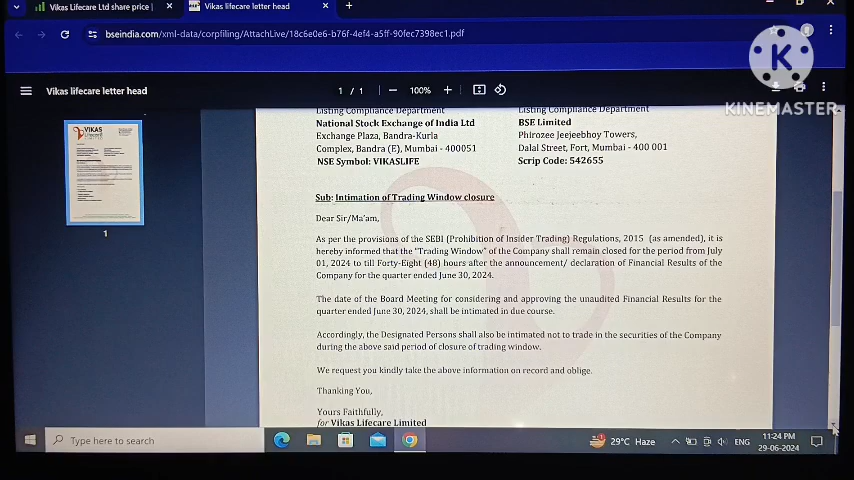 Vikas Lifecare Ltd share price |
Vikas lifecare letter head
bseindia.com/xml-data/corpfiling/AttachLive/18c6e0e6-b76f-4ef4-a5ff-90fec7398ec1.pdf
K
KINEMASTER
Vikas lifecare letter head
1 / 1
100%
VIKAS
Lifecare
1
Listing Compliance Department
National Stock Exchange of India Ltd
Exchange Plaza, Bandra-Kurla
Complex, Bandra (E), Mumbai - 400051
NSE Symbol: VIKASLIFE
Listing Compliance Department
BSE Limited
Phirozee Jeejeebhoy Towers,
Dalal Street, Fort, Mumbai - 400 001
Scrip Code: 542655
Sub: Intimation of Trading Window closure
Dear Sir/Ma'am,
As per the provisions of the SEBI (Prohibition of Insider Trading) Regulations, 2015 (as amended), it is
hereby informed that the "Trading Window" of the Company shall remain closed for the period from July
01, 2024 to till Forty-Eight (48) hours after the announcement/ declaration of Financial Results of the
Company for the quarter ended June 30, 2024.
The date of the Board Meeting for considering and approving the unaudited Financial Results for the
quarter ended June 30, 2024, shall be intimated in due course.
Accordingly, the Designated Persons shall also be intimated not to trade in the securities of the Company
during the above said period of closure of trading window.
We request you kindly take the above information on record and oblige.
Thanking You,
Yours Faithfully,
for Vikas Lifecare Limited
Type here to search
29°C Haze
ENG
11:24 PM
29-06-2024